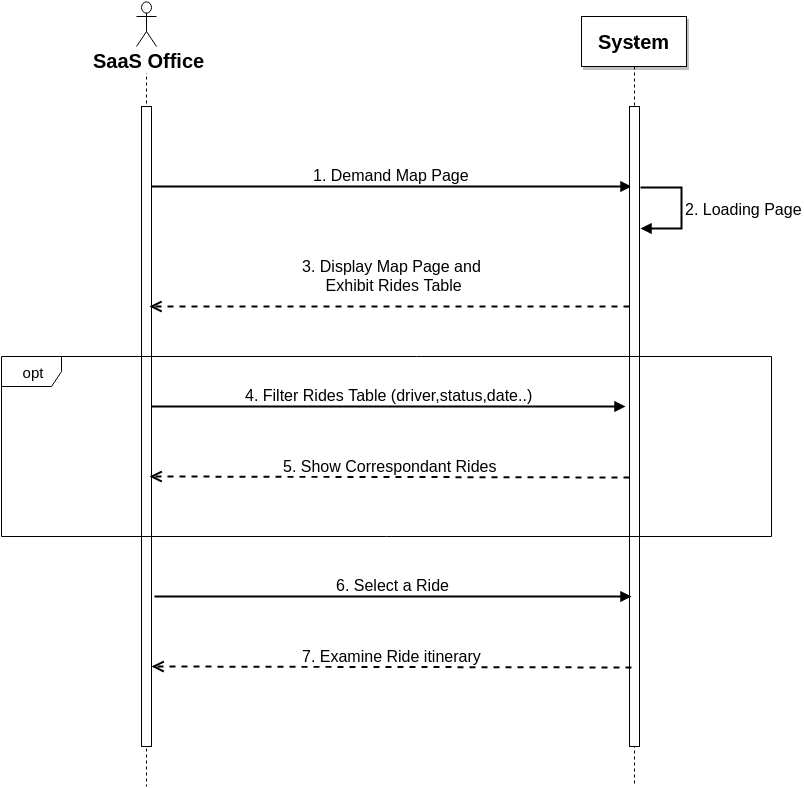 SaaS Office
System
1. Demand Map Page
2. Loading Page
3. Display Map Page and
Exhibit Rides Table
opt
4. Filter Rides Table (driver,status,date..)
5. Show Correspondant Rides
6. Select a Ride
7. Examine Ride itinerary